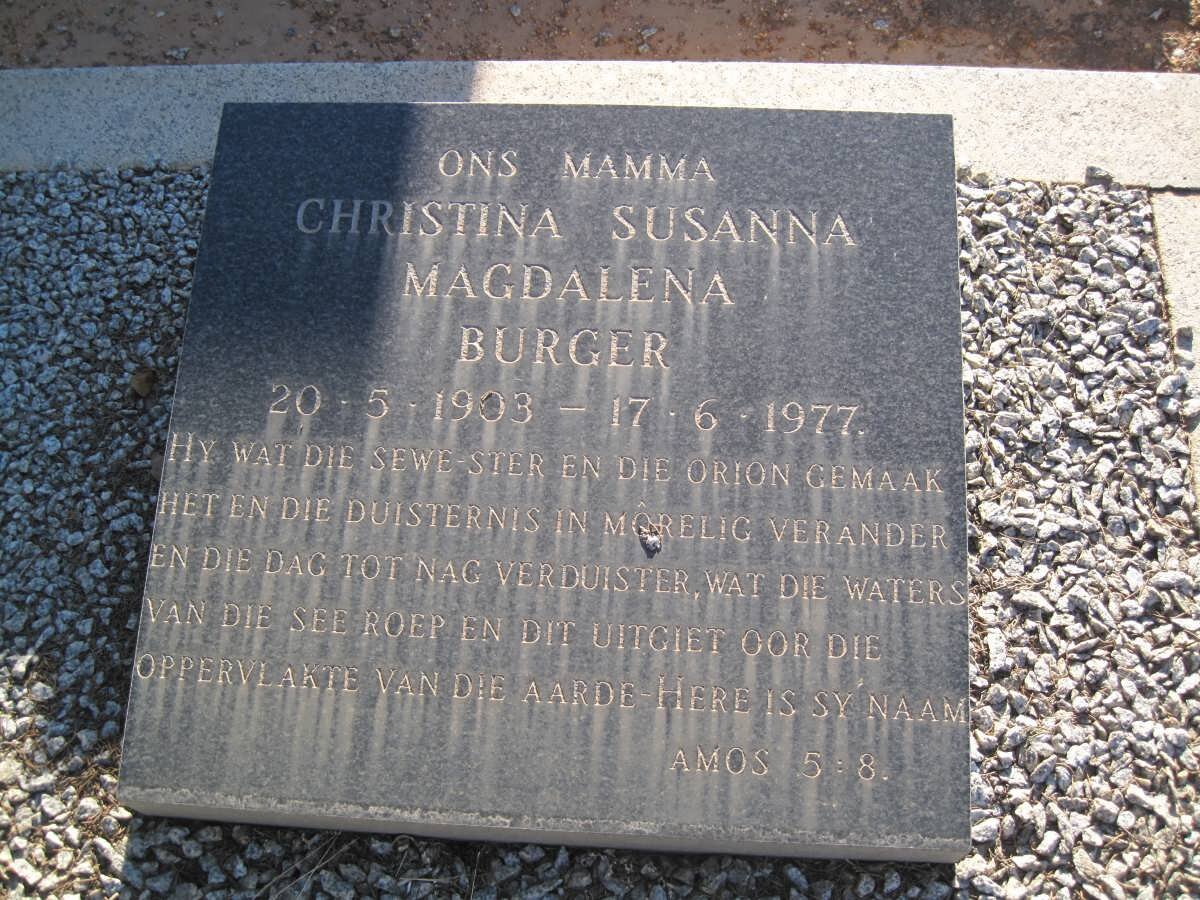 ONS MAMMA
CHRISTINA SUSANNA
MAGDALENA
BURGER
20 · 5 · 1903 – 17 · 6 · 1977.
HY WAT DIE SEWE-STER EN DIE ORION GEMAAK
HET EN DIE DUISTERNIS IN MÔRELIG VERANDER
EN DIE DAG TOT NAG VERDUISTER, WAT DIE WATERS
VAN DIE SEE ROEP EN DIT UITGIET OOR DIE
OPPERVLAKTE VAN DIE AARDE-HERE IS SY NAAM
AMOS 5:8.